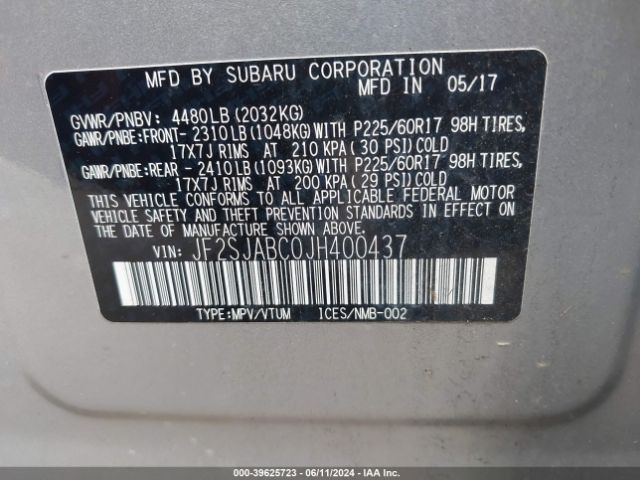 MFD BY SUBARU CORPORATION
MFD IN 05/17
GVWR/PNBV: 4480LB(2032KG)
GAWR/PNBE:FRONT- 2310LB(1048KG)WITH P225/60R17 98H TIRES,
17X7J RIMS AT 210 KPA(30 PSI)COLD
GAWR/PNBE:REAR - 2410LB(1093KG)WITH P225/60R17 98H TIRES,
17X7J RIMS AT 200 KPA(29 PSI)COLD
THIS VEHICLE CONFORMS TO ALL APPLICABLE FEDERAL MOTOR
VEHICLE SAFETY AND THEFT PREVENTION STANDARDS IN EFFECT ON
THE DATE OF MANUFACTURE SHOWN ABOVE.
VIN: JF2SJABC0JH400437
TYPE:MPV/VTUM ICES/NMB-002
000-39625723 - 06/11/2024 - IAA Inc.